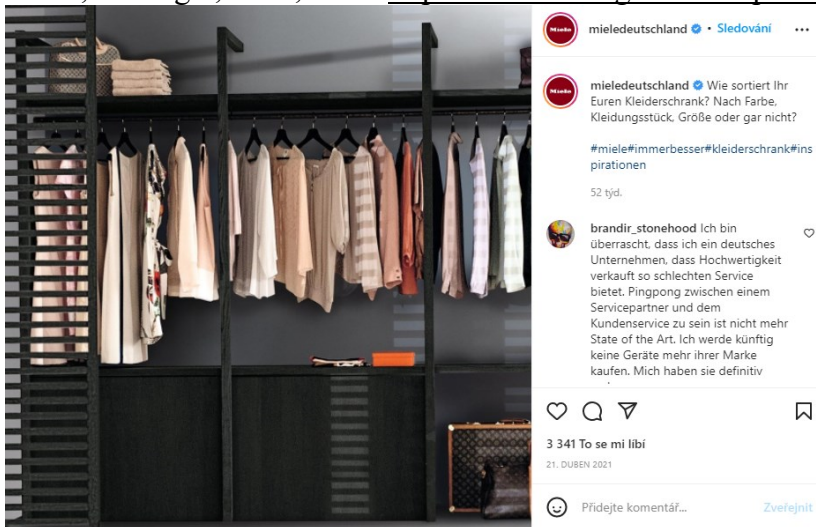 mieledeutschland • Sledování
mieledeutschland Wie sortiert Ihr
Euren Kleiderschrank? Nach Farbe,
Kleidungsstück, Größe oder gar nicht?
#miele#immerbesser#kleiderschrank#ins
pirationen
52 týd.
brandir_stonehood Ich bin
überrascht, dass ich ein deutsches
Unternehmen, dass Hochwertigkeit
verkauft so schlechten Service
bietet. Pingpong zwischen einem
Servicepartner und dem
Kundenservice zu sein ist nicht mehr
State of the Art. Ich werde künftig
keine Geräte mehr ihrer Marke
kaufen. Mich haben sie definitiv
3 341 To se mi líbí
21. DUBEN 2021
Přidejte komentář...
Zveřejnit